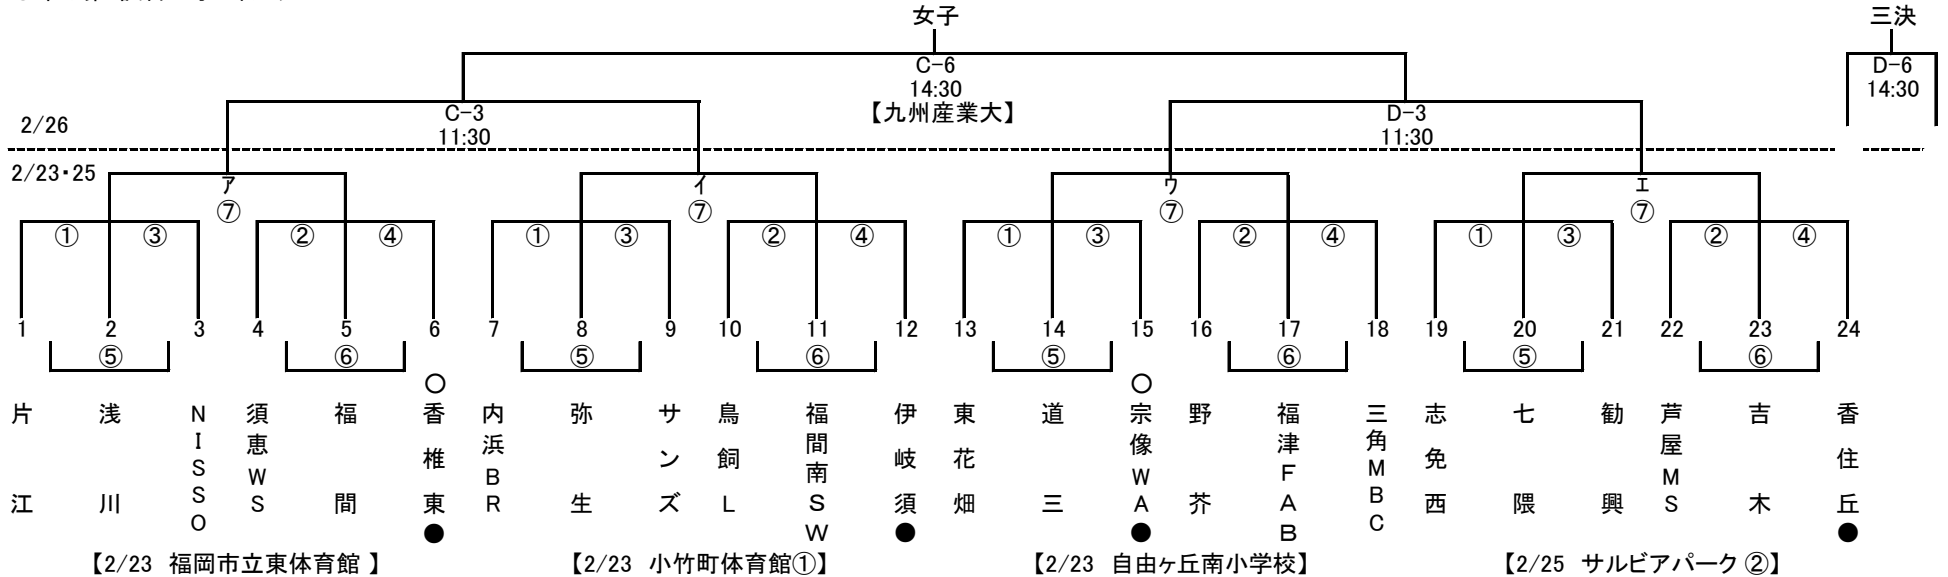 女子
三決
C-6
14:30
【九州産業大】
D-6
14:30
C-3
11:30
D-3
11:30
2/26
2/23・25
ア ⑦
イ ⑦
ウ ⑦
エ ⑦
① ③ ② ④ ① ③ ② ④ ① ③ ② ④ ① ③ ② ④
1 2 3 4 5 6 7 8 9 10 11 12 13 14 15 16 17 18 19 20 21 22 23 24
⑤ ⑥ ⑤ ⑥ ⑤ ⑥ ⑤ ⑥
片江
浅川
NISSO
須恵WS
福間
○香椎東●
内浜BR
弥生
サンズ
鳥飼L
福間南SW
伊岐須●
東花畑
道三
○宗像WA●
野芥
福津FAB
三角MBC
志免西
七隈
勧興
芦屋MS
吉木
香住丘●
【2/23 福岡市立東体育館 】
【2/23 小竹町体育館①】
【2/23 自由ヶ丘南小学校】
【2/25 サルビアパーク ②】